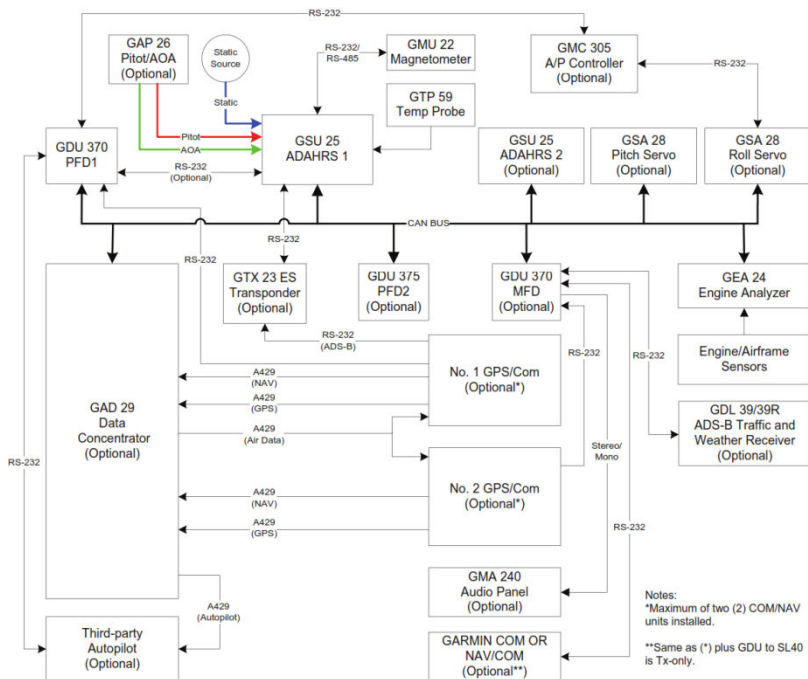 RS-232
GAP 26
Pitot/AOA
(Optional)
Static
Source
RS-232/
RS-485
GMU 22
Magnetometer
GMC 305
A/P Controller
(Optional)
RS-232
Static
GTP 59
Temp Probe
Pitot
AOA
GDU 370
PFD1
RS-232
(Optional)
GSU 25
ADAHRS 1
GSU 25
ADAHRS 2
(Optional)
GSA 28
Pitch Servo
(Optional)
GSA 28
Roll Servo
(Optional)
CAN BUS
RS-232
RS-232
GTX 23 ES
Transponder
(Optional)
GDU 375
PFD2
(Optional)
GDU 370
MFD
(Optional)
GEA 24
Engine Analyzer
RS-232
(ADS-B)
No. 1 GPS/Com
(Optional*)
RS-232
RS-232
Engine/Airframe
Sensors
A429
(NAV)
A429
(GPS)
GAD 29
Data
Concentrator
(Optional)
A429
(Air Data)
GDL 39/39R
ADS-B Traffic and
Weather Receiver
(Optional)
RS-232
Stereo/
Mono
No. 2 GPS/Com
(Optional*)
A429
(NAV)
A429
(GPS)
RS-232
GMA 240
Audio Panel
(Optional)
A429
(Autopilot)
Third-party
Autopilot
(Optional)
GARMIN COM OR
NAV/COM
(Optional**)
Notes:
*Maximum of two (2) COM/NAV
units installed.
**Same as (*) plus GDU to SL40
is Tx-only.